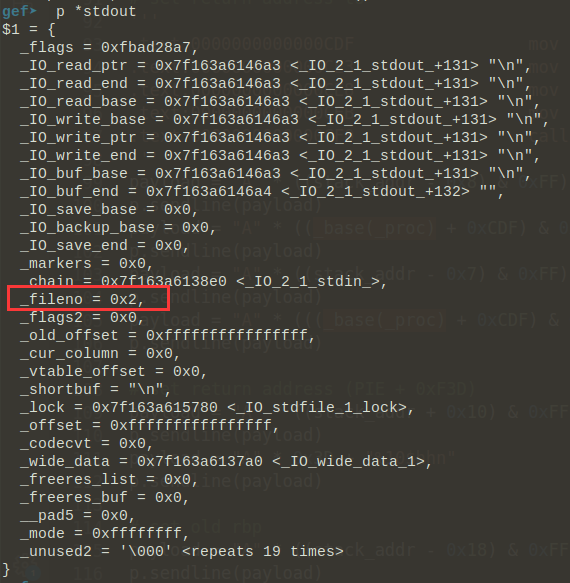 gef➤  p *stdout
$1 = {
  _flags = 0xfbad28a7,
  _IO_read_ptr = 0x7f163a6146a3 <_IO_2_1_stdout_+131> "\n",
  _IO_read_end = 0x7f163a6146a3 <_IO_2_1_stdout_+131> "\n",
  _IO_read_base = 0x7f163a6146a3 <_IO_2_1_stdout_+131> "\n",
  _IO_write_base = 0x7f163a6146a3 <_IO_2_1_stdout_+131> "\n",
  _IO_write_ptr = 0x7f163a6146a3 <_IO_2_1_stdout_+131> "\n",
  _IO_write_end = 0x7f163a6146a3 <_IO_2_1_stdout_+131> "\n",
  _IO_buf_base = 0x7f163a6146a3 <_IO_2_1_stdout_+131> "\n",
  _IO_buf_end = 0x7f163a6146a4 <_IO_2_1_stdout_+132> "",
  _IO_save_base = 0x0,
  _IO_backup_base = 0x0,
  _IO_save_end = 0x0,
  _markers = 0x0,
  _chain = 0x7f163a6138e0 <_IO_2_1_stdin_>,
  _fileno = 0x2,
  _flags2 = 0x0,
  _old_offset = 0xffffffffffffffff,
  _cur_column = 0x0,
  _vtable_offset = 0x0,
  _shortbuf = "\n",
  _lock = 0x7f163a615780 <_IO_stdfile_1_lock>,
  _offset = 0xffffffffffffffff,
  _codecvt = 0x0,
  _wide_data = 0x7f163a6137a0 <_IO_wide_data_1>,
  _freeres_list = 0x0,
  _freeres_buf = 0x0,
  __pad5 = 0x0,
  _mode = 0xffffffff,
  _unused2 = '\000' <repeats 19 times>
}